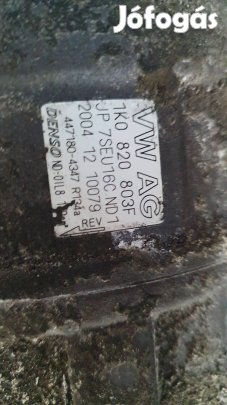 Jófogás
VW AG
1K0 820 803F
JP 7SEU16C ND1
2004 12 10079 REV
447180-4347 R134a
DENSO ND-OIL8